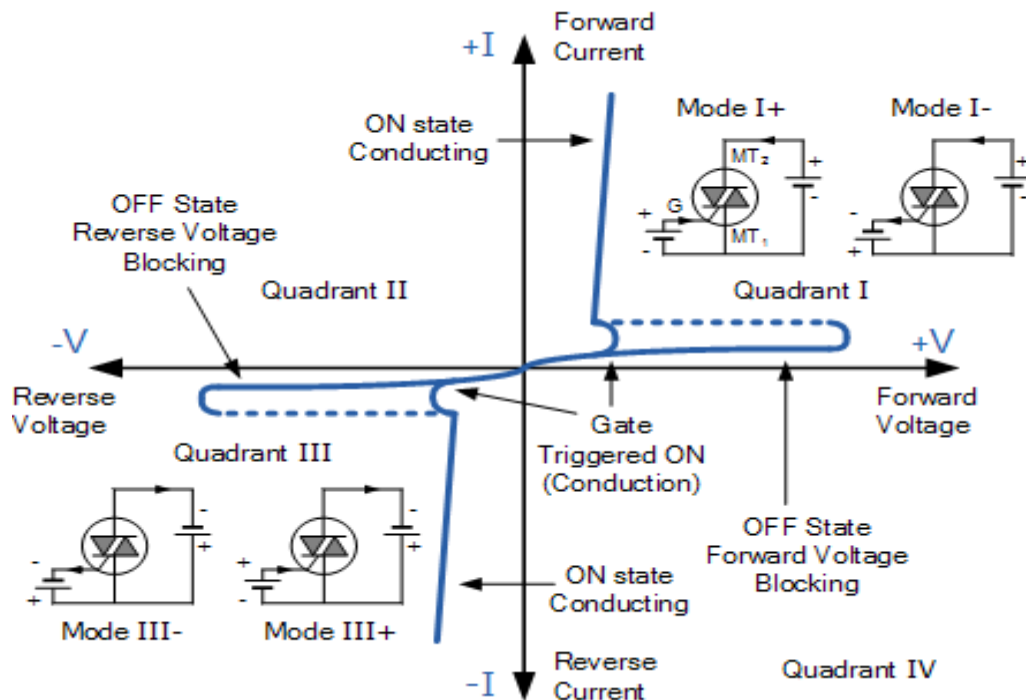 Forward
Current
+I
ON state
Conducting
Mode I+
Mode I-
MT₂
+
-
G
+
-
MT₁
+
-
-
+
OFF State
Reverse Voltage
Blocking
Quadrant II
Quadrant I
-V
+V
Reverse
Voltage
Forward
Voltage
Gate
Triggered ON
(Conduction)
Quadrant III
OFF State
Forward Voltage
Blocking
-
+
-
+
-
+
+
-
ON state
Conducting
Mode III-
Mode III+
-I
Reverse
Current
Quadrant IV